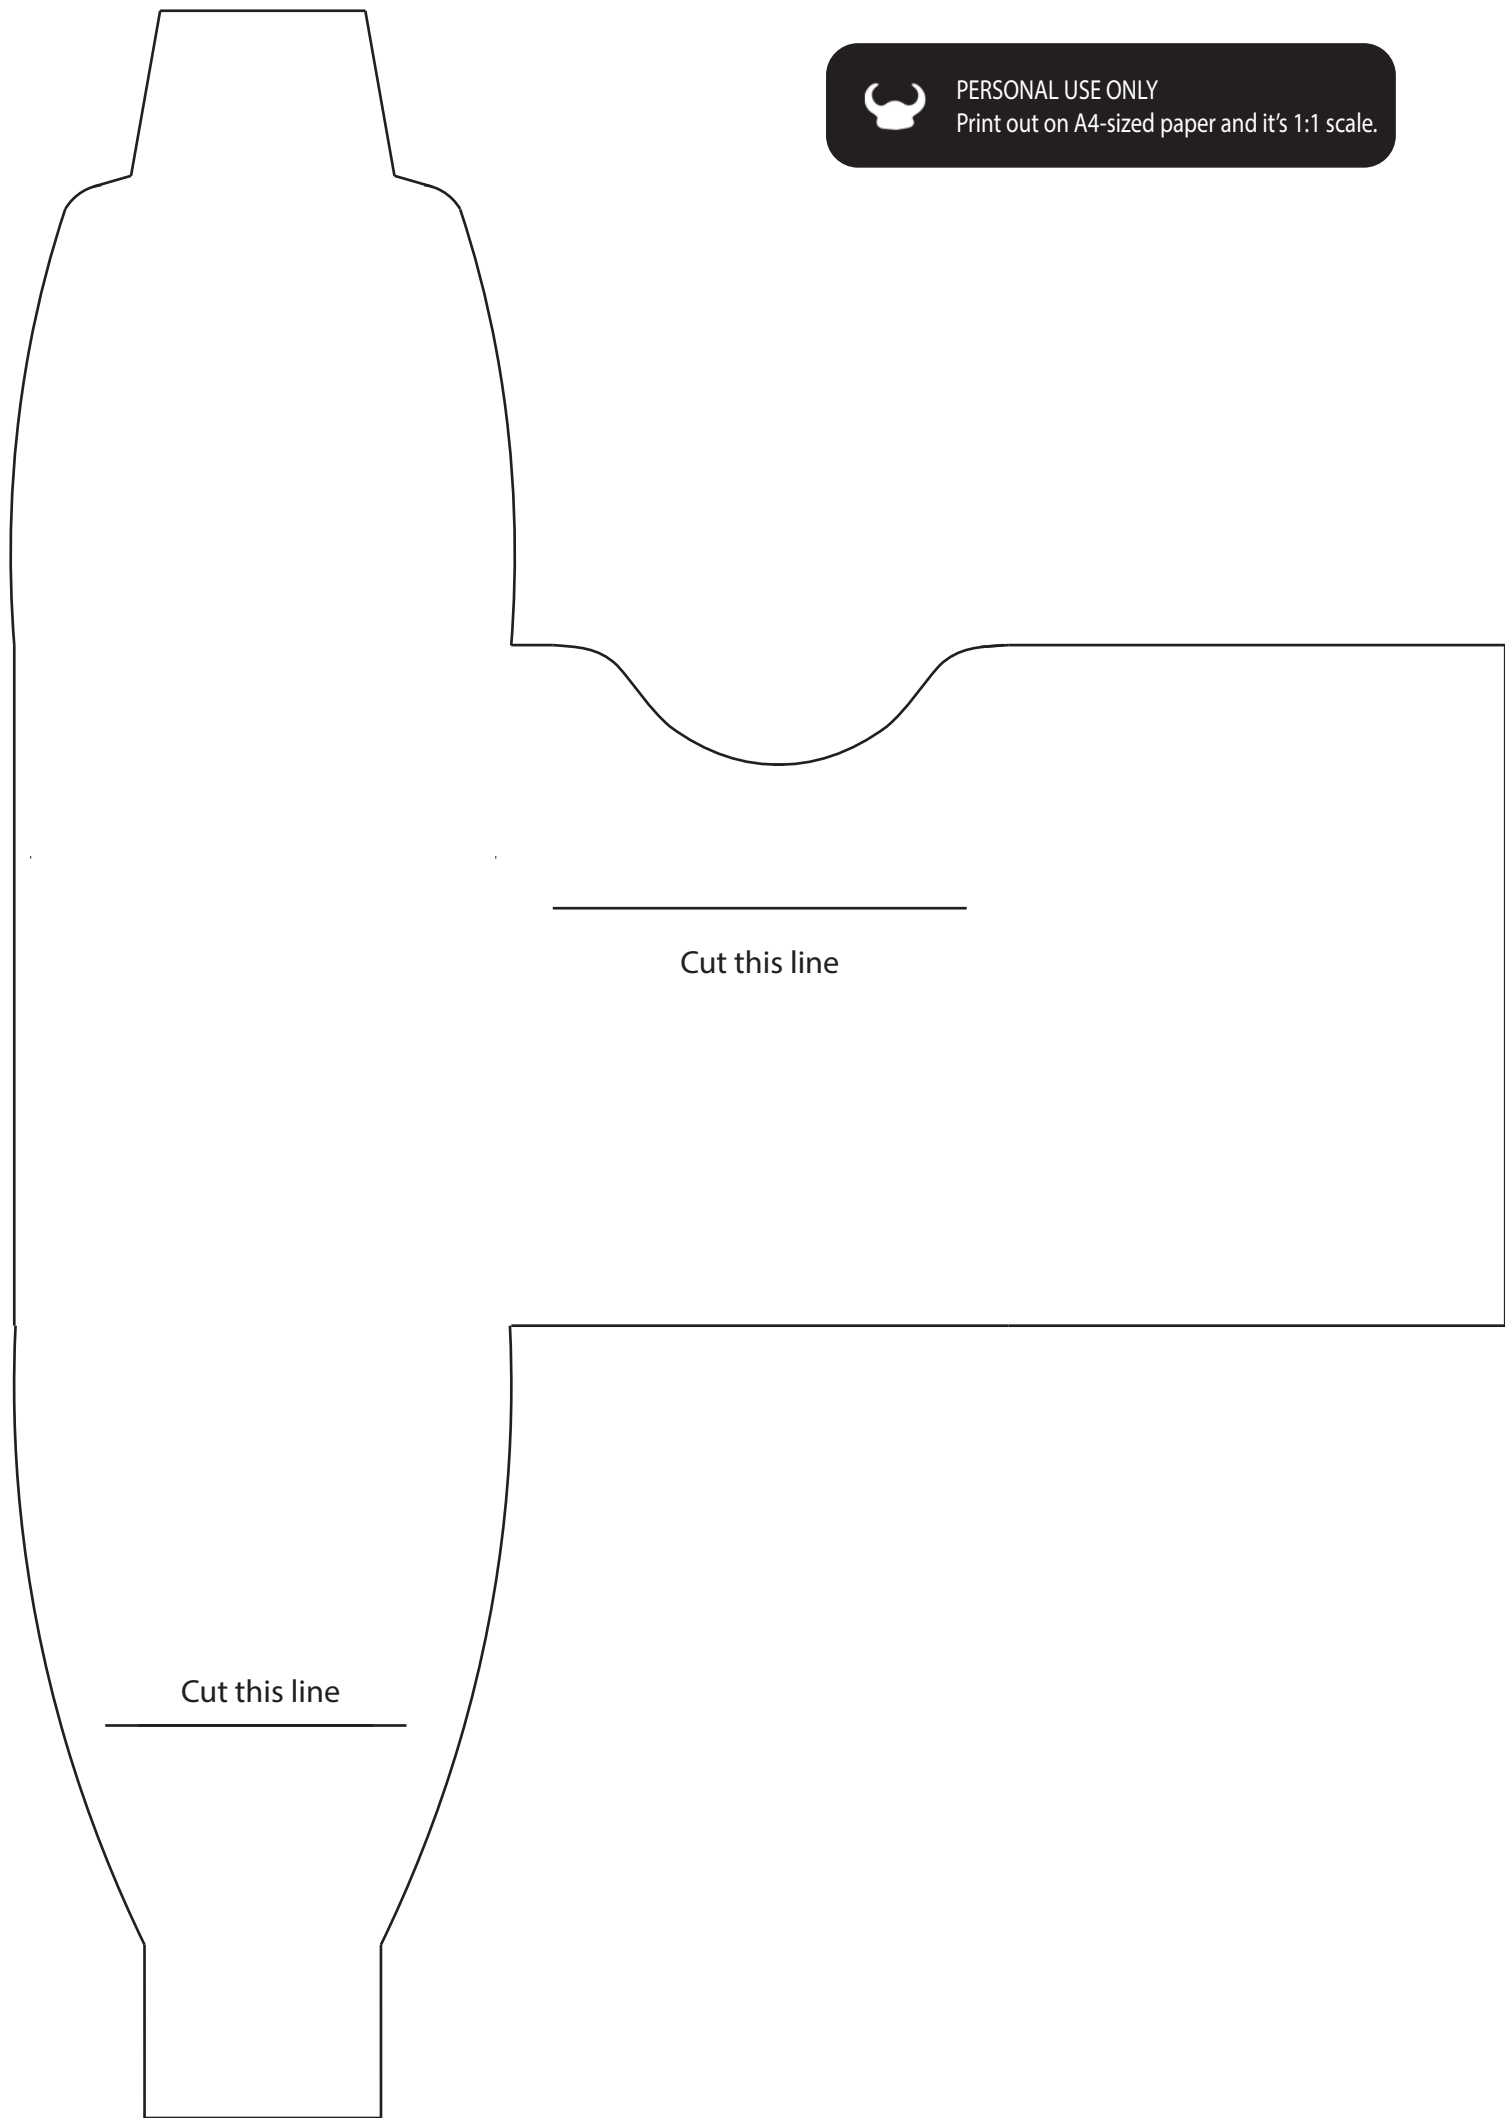 PERSONAL USE ONLY
Print out on A4-sized paper and it’s 1:1 scale.
Cut this line
Cut this line